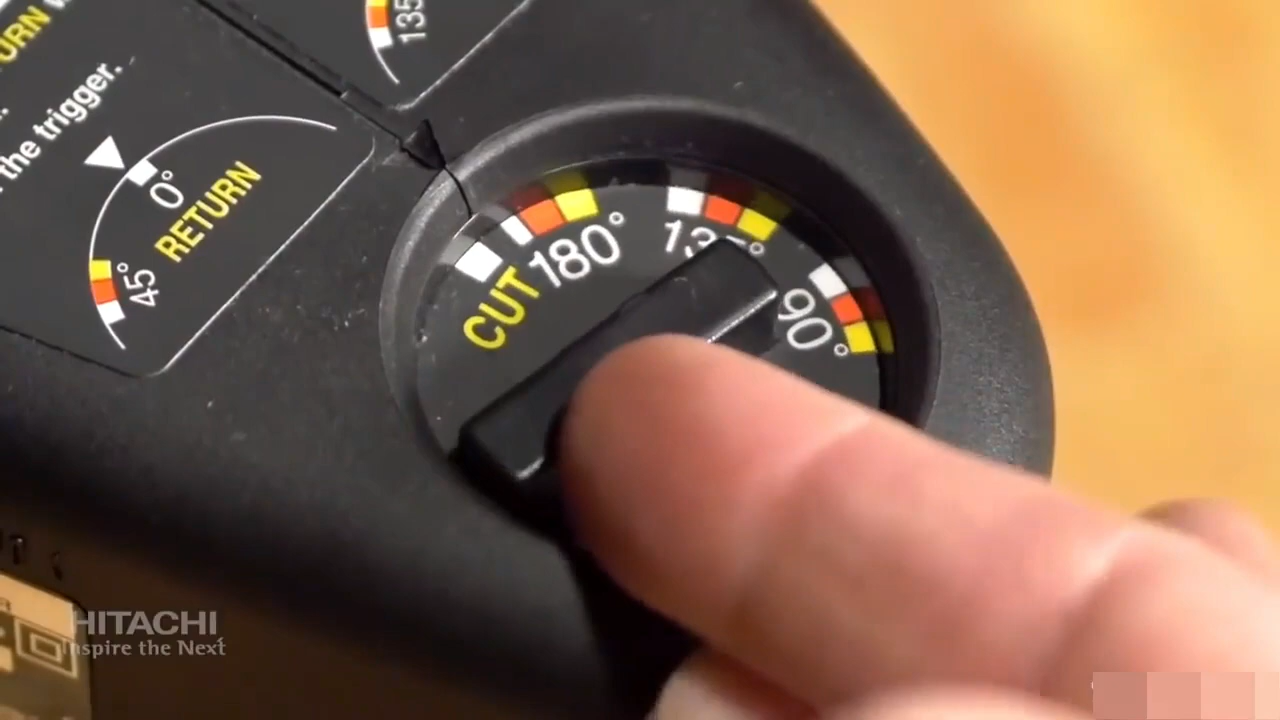 the trigger.
135
0°
RETURN
45°
CUT
180°
90°
HITACHI
Inspire the Next